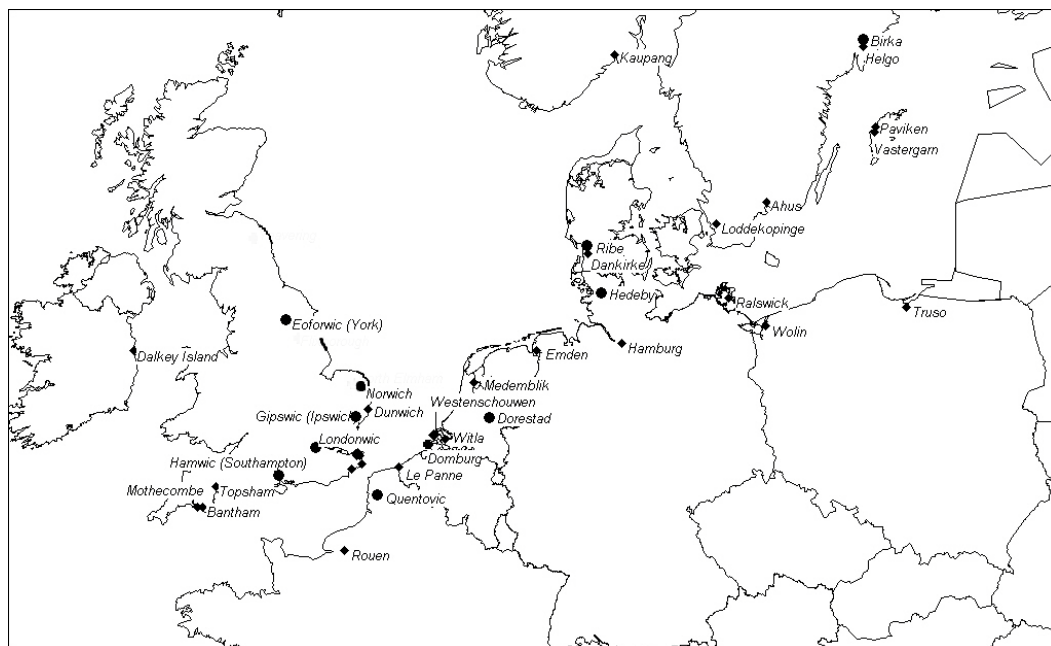 Birka
Helgo
Kaupang
Paviken
Vastergarn
Ahus
Loddekopinge
Ribe
Dankirke
Hedeby
Ralswick
Truso
Wolin
Eoforwic (York)
Hamburg
Emden
Dalkey Island
Medemblik
Norwich
Westenschouwen
Gipswic (Ipswich)
Dunwich
Dorestad
Londonwic
Witla
Domburg
Hamwic (Southampton)
Le Panne
Mothecombe
Topsham
Quentovic
Bantham
Rouen